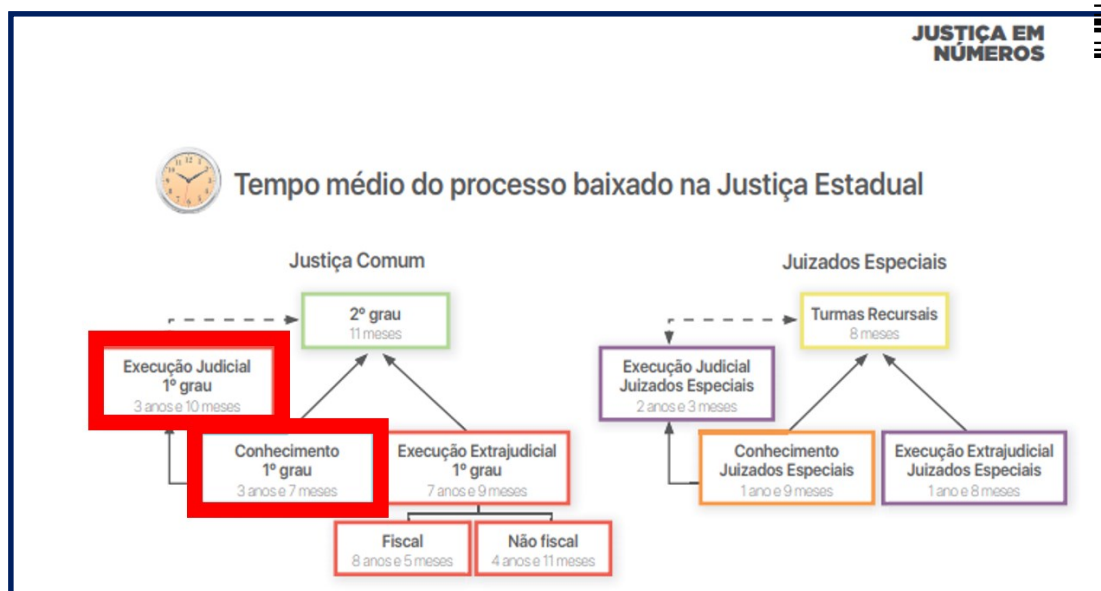 JUSTIÇA EM
NÚMEROS
Tempo médio do processo baixado na Justiça Estadual
Justiça Comum
2º grau
11 meses
Execução Judicial
1º grau
3 anos e 10 meses
Conhecimento
1º grau
3 anos e 7 meses
Execução Extrajudicial
1º grau
7 anos e 9 meses
Fiscal
8 anos e 5 meses
Não fiscal
4 anos e 11 meses
Juizados Especiais
Turmas Recursais
8 meses
Execução Judicial
Juizados Especiais
2 anos e 3 meses
Conhecimento
Juizados Especiais
1 ano e 9 meses
Execução Extrajudicial
Juizados Especiais
1 ano e 8 meses